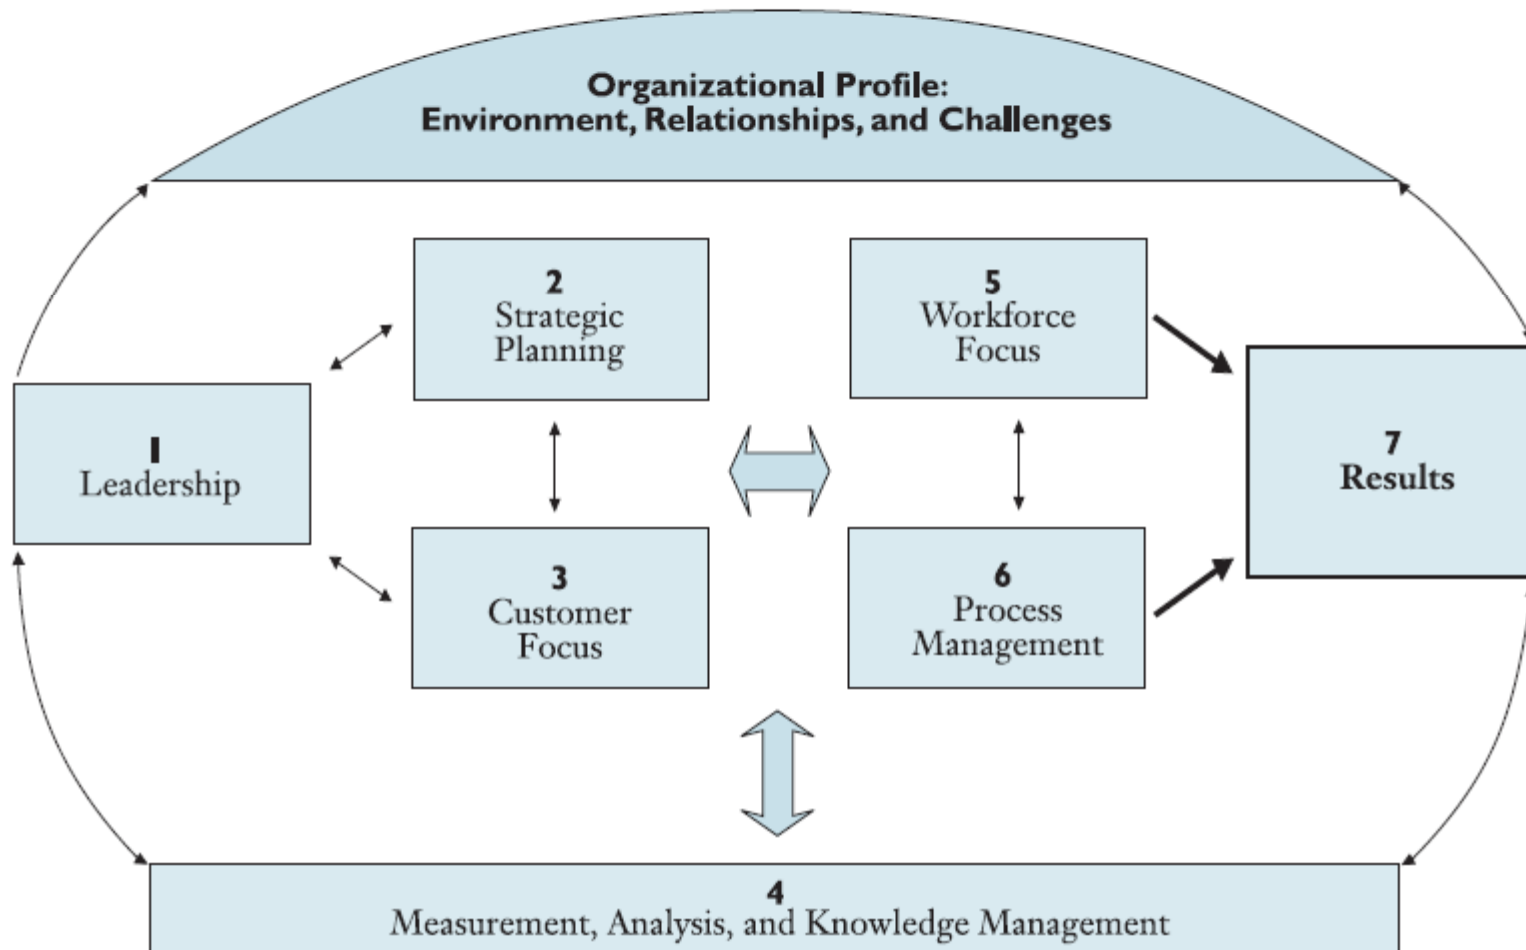 Organizational Profile:
Environment, Relationships, and Challenges
2
Strategic
Planning
5
Workforce
Focus
1
Leadership
7
Results
3
Customer
Focus
6
Process
Management
4
Measurement, Analysis, and Knowledge Management